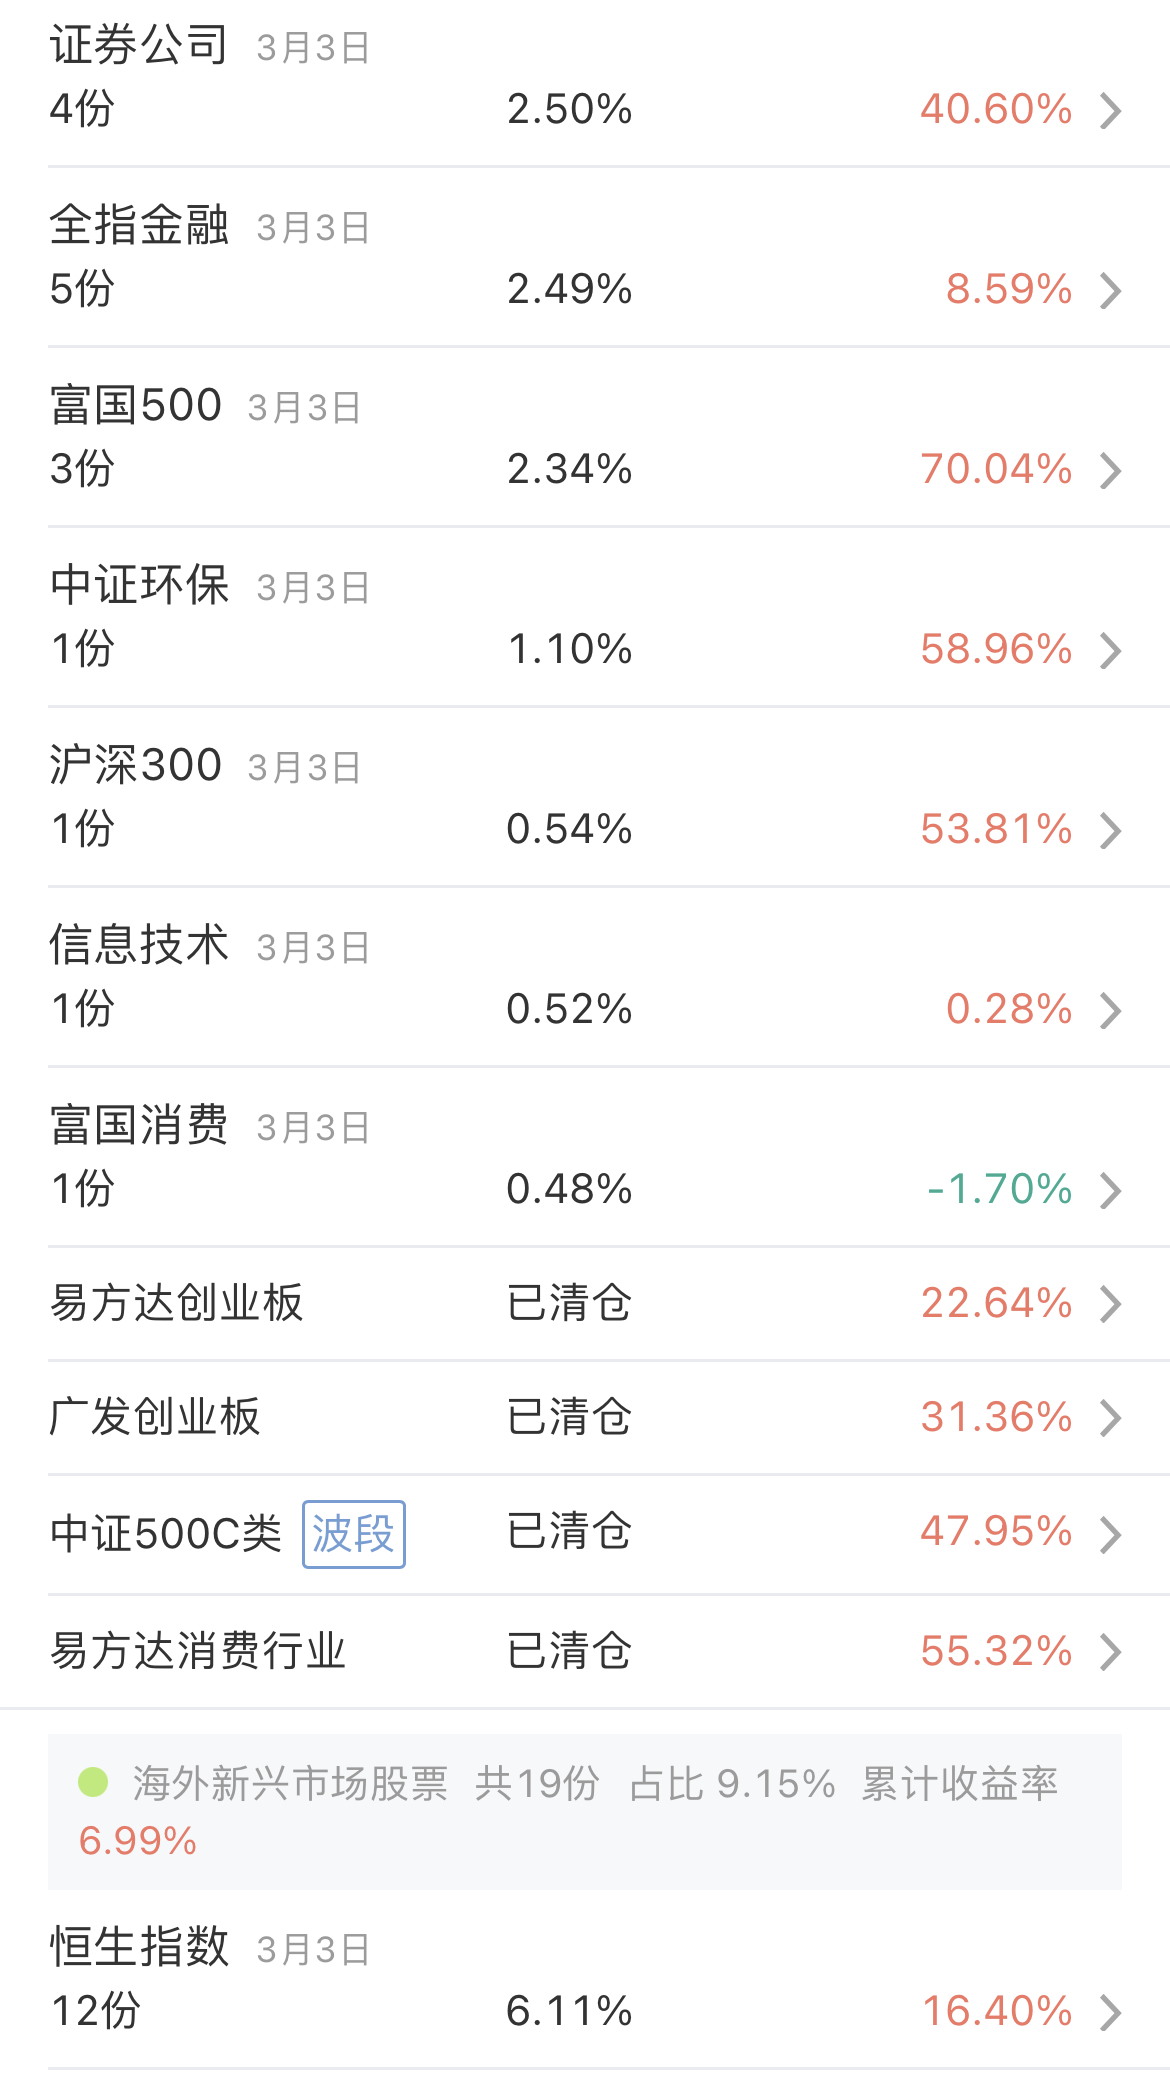 证券公司 3月3日
4份 2.50% 40.60%
全指金融 3月3日
5份 2.49% 8.59%
富国500 3月3日
3份 2.34% 70.04%
中证环保 3月3日
1份 1.10% 58.96%
沪深300 3月3日
1份 0.54% 53.81%
信息技术 3月3日
1份 0.52% 0.28%
富国消费 3月3日
1份 0.48% -1.70%
易方达创业板 已清仓 22.64%
广发创业板 已清仓 31.36%
中证500C类 波段 已清仓 47.95%
易方达消费行业 已清仓 55.32%
海外新兴市场股票 共19份 占比 9.15% 累计收益率
6.99%
恒生指数 3月3日
12份 6.11% 16.40%